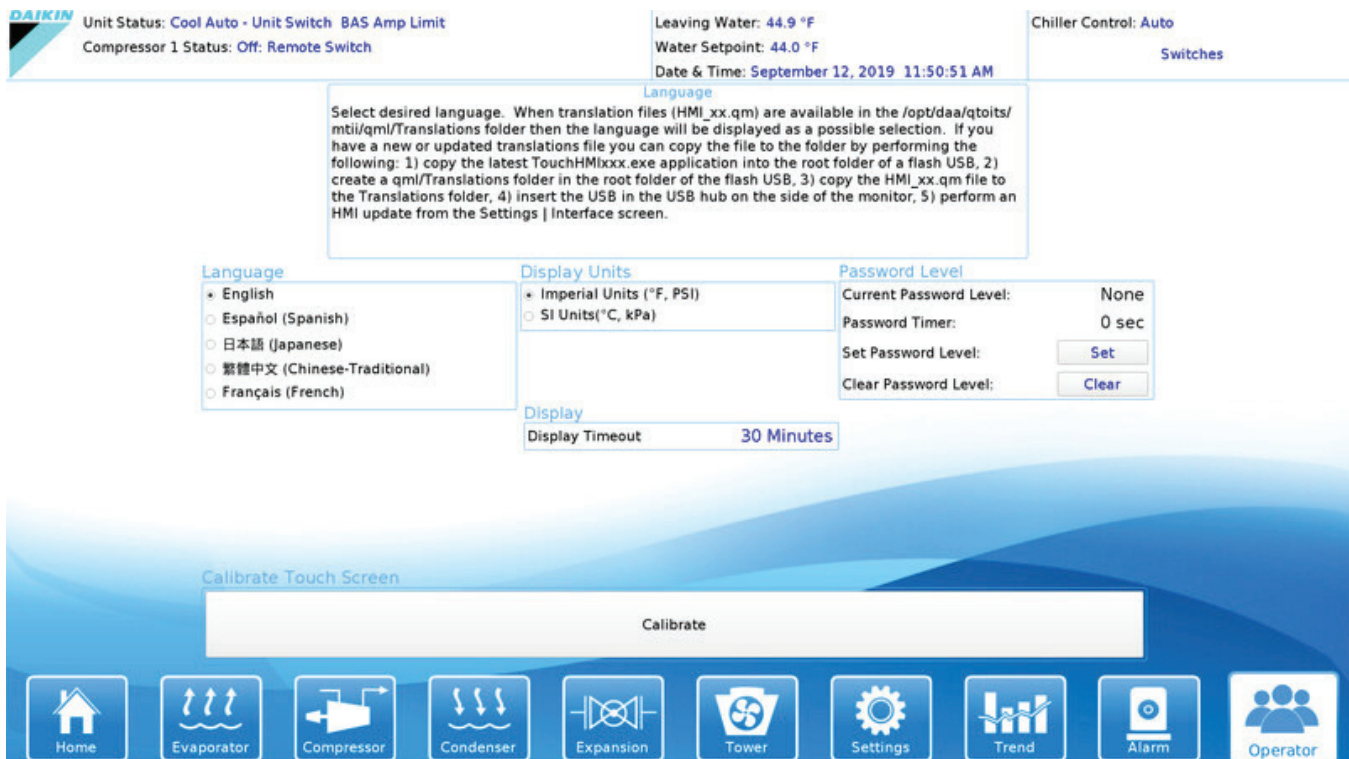 DAIKIN
Unit Status: Cool Auto - Unit Switch BAS Amp Limit
Compressor 1 Status: Off: Remote Switch
Leaving Water: 44.9 °F
Water Setpoint: 44.0 °F
Date & Time: September 12, 2019 11:50:51 AM
Chiller Control: Auto
Switches
Language
Select desired language. When translation files (HMI_xx.qm) are available in the /opt/daa/qtoits/
mtii/qml/Translations folder then the language will be displayed as a possible selection. If you
have a new or updated translations file you can copy the file to the folder by performing the
following: 1) copy the latest TouchHMIxxx.exe application into the root folder of a flash USB, 2)
create a qml/Translations folder in the root folder of the flash USB, 3) copy the HMI_xx.qm file to
the Translations folder, 4) insert the USB in the USB hub on the side of the monitor, 5) perform an
HMI update from the Settings | Interface screen.
Language
English
Español (Spanish)
日本語 (Japanese)
繁體中文 (Chinese-Traditional)
Français (French)
Display Units
Imperial Units (°F, PSI)
SI Units(°C, kPa)
Password Level
Current Password Level: None
Password Timer: 0 sec
Set Password Level: Set
Clear Password Level: Clear
Display
Display Timeout 30 Minutes
Calibrate Touch Screen
Calibrate
Home
Evaporator
Compressor
Condenser
Expansion
Tower
Settings
Trend
Alarm
Operator